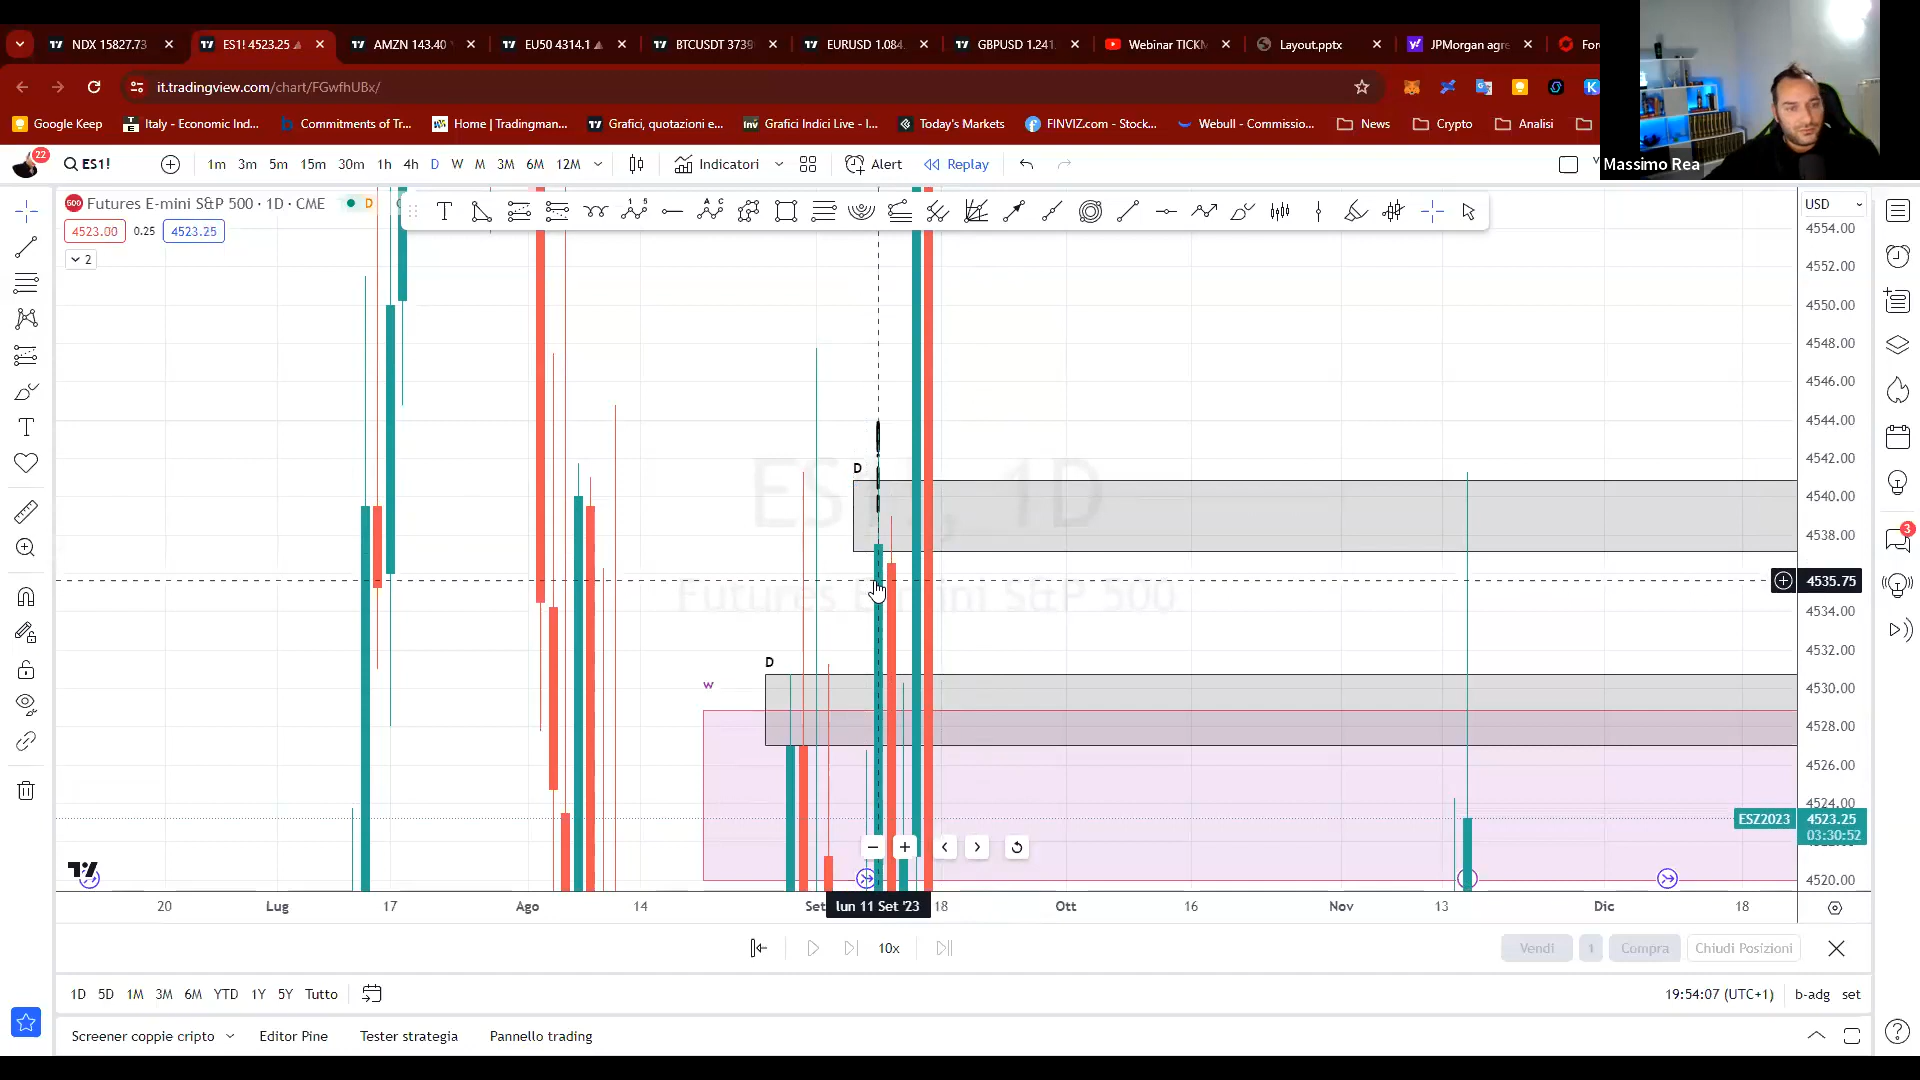 NDX 15827.73
ES1! 4523.25
AMZN 143.40
EU50 4314.1
BTCUSDT 3739
EURUSD 1.084.
GBPUSD 1.241.
Webinar TICKM
Layout.pptx
JPMorgan agre
For
it.tradingview.com/chart/FGwfhUBx/
Google Keep
Italy - Economic Ind...
Commitments of Tr...
Home | Tradingman...
Grafici, quotazioni e...
Grafici Indici Live - I...
Today's Markets
FINVIZ.com - Stock...
Webull - Commissio...
News
Crypto
Analisi
Massimo Rea
22
ES1!
1m 3m 5m 15m 30m 1h 4h D W M 3M 6M 12M
Indicatori
Alert
Replay
Futures E-mini S&P 500 · 1D · CME
D
4523.00 0.25 4523.25
2
USD
4554.00
4552.00
4550.00
4548.00
4546.00
4544.00
4542.00
4540.00
4538.00
4535.75
4534.00
4532.00
4530.00
4528.00
4526.00
4524.00
ESZ2023 4523.25
03:30:52
4520.00
D
D
W
ES1!, 1D
Futures E-mini S&P 500
3
20 Lug 17 Ago 14 Set lun 11 Set '23 18 Ott 16 Nov 13 Dic 18
10x
Vendi 1 Compra Chiudi Posizioni
1D 5D 1M 3M 6M YTD 1Y 5Y Tutto
19:54:07 (UTC+1) b-adg set
Screener coppie cripto Editor Pine Tester strategia Pannello trading